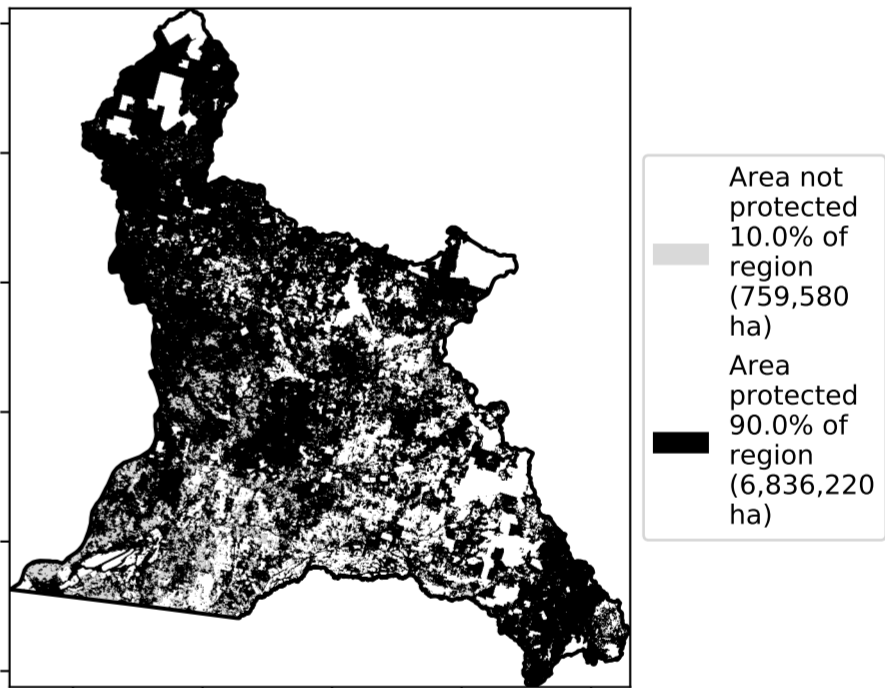 Area not
protected
10.0% of
region
(759,580
ha)
Area
protected
90.0% of
region
(6,836,220
ha)